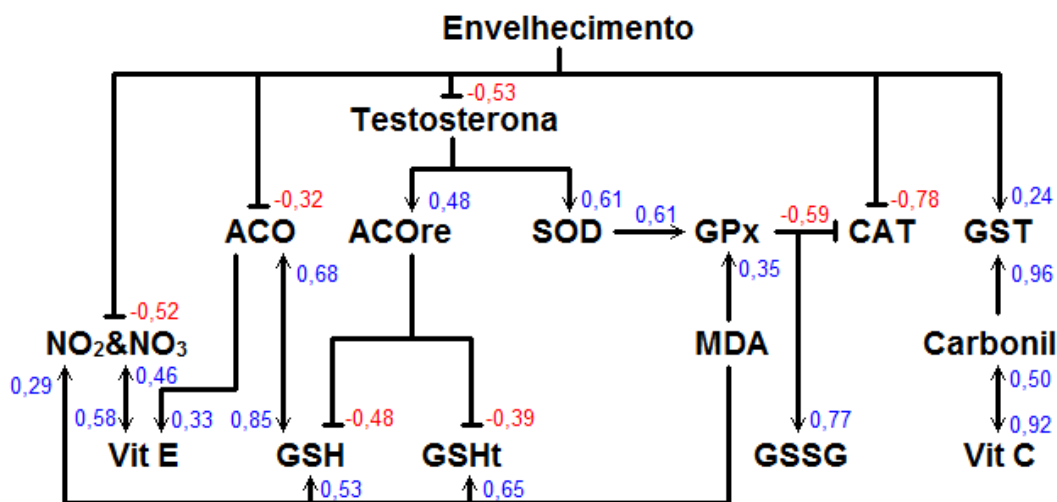 Envelhecimento
-0,53
Testosterona
-0,32 0,48 0,61 0,61 -0,59 -0,78 0,24
ACO ACOre SOD GPx CAT GST
0,68 0,35 0,96
-0,52
NO₂&NO₃ MDA Carbonil
0,29 0,46 0,50
0,58 0,33 0,85 -0,48 -0,39 0,77 0,92
Vit E GSH GSHt GSSG Vit C
0,53 0,65